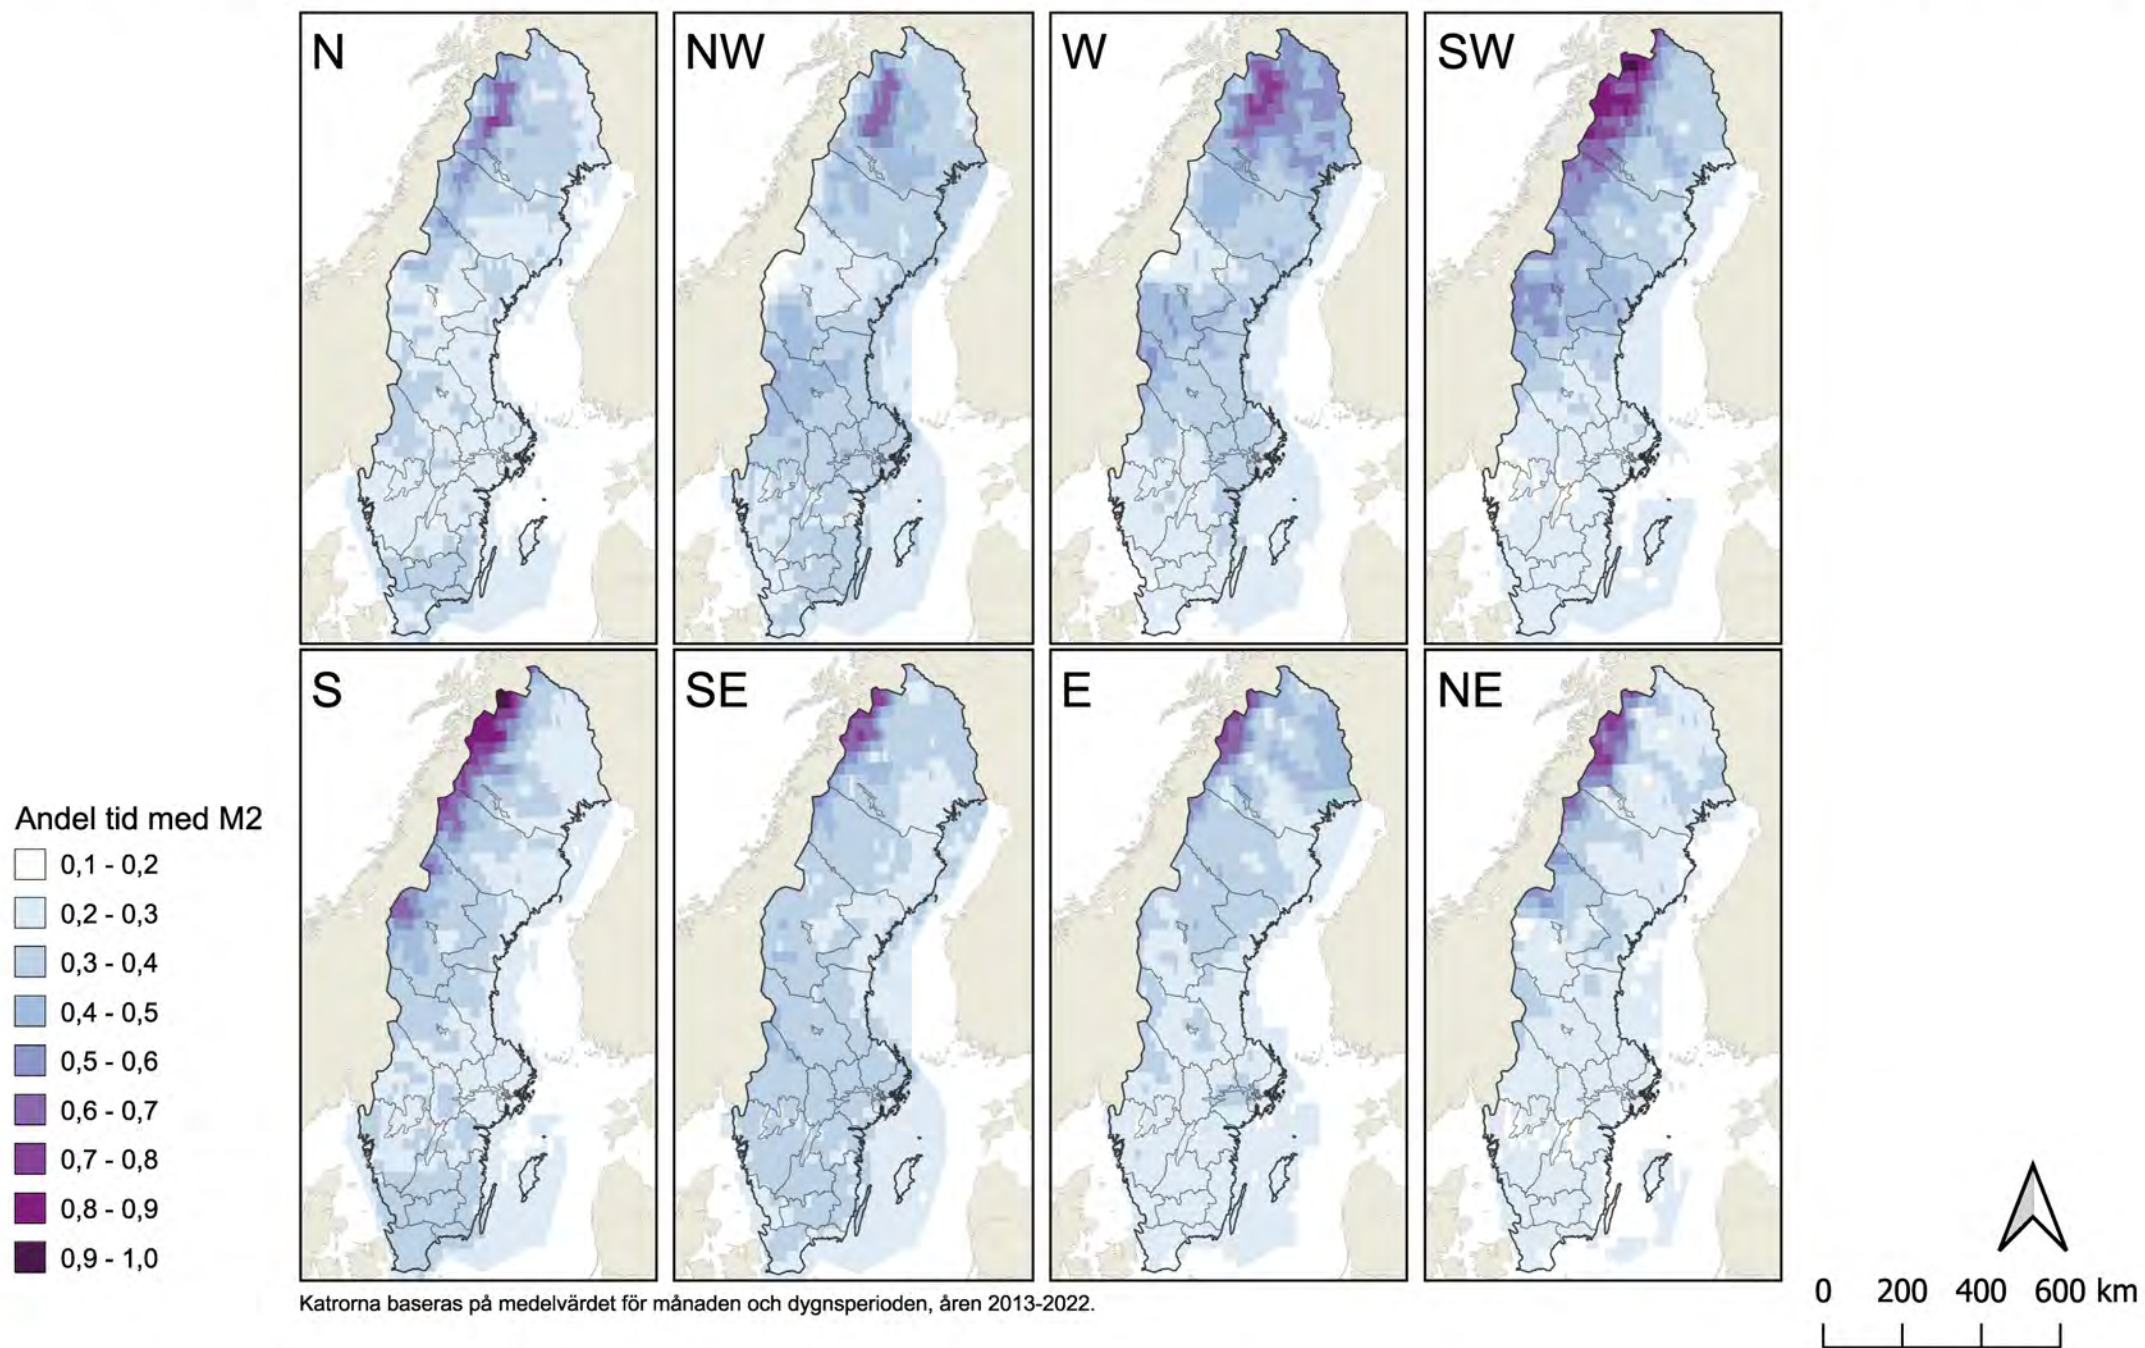 N
NW
W
SW
S
SE
E
NE
Andel tid med M2
0,1 - 0,2
0,2 - 0,3
0,3 - 0,4
0,4 - 0,5
0,5 - 0,6
0,6 - 0,7
0,7 - 0,8
0,8 - 0,9
0,9 - 1,0
Katrorna baseras på medelvärdet för månaden och dygnsperioden, åren 2013-2022.
0 200 400 600 km